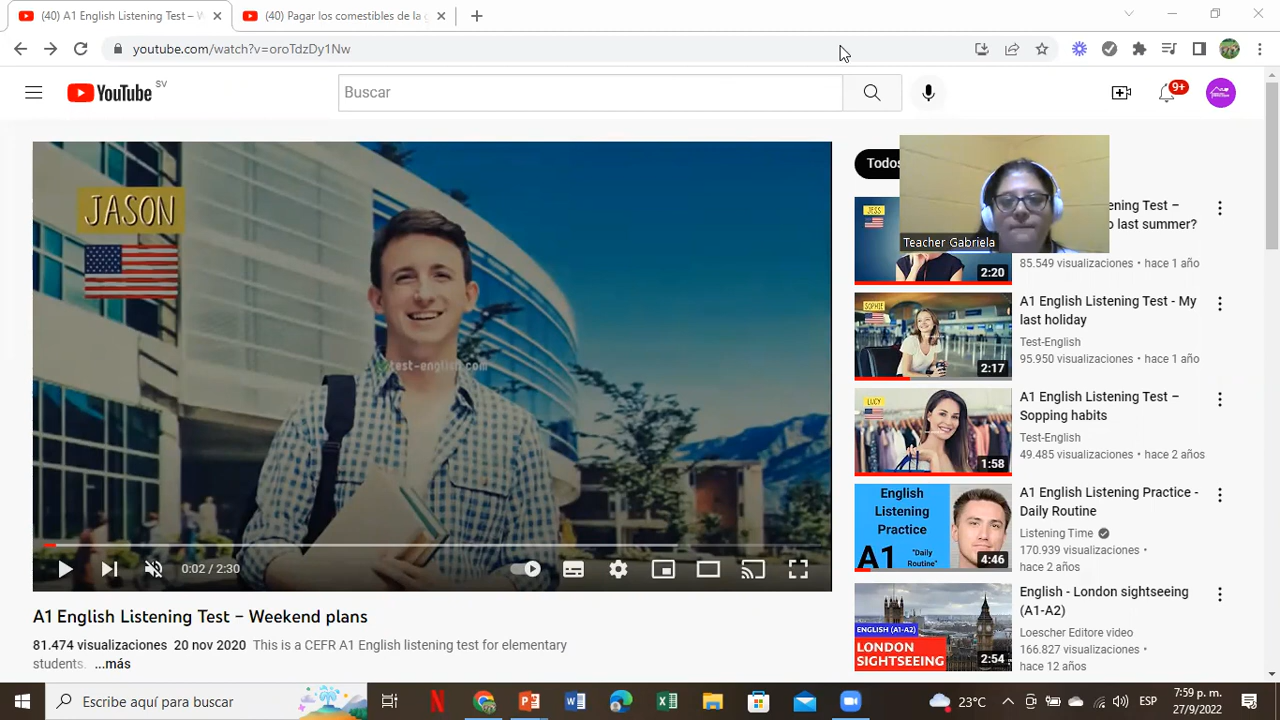 (40) A1 English Listening Test – W
(40) Pagar los comestibles de la g
youtube.com/watch?v=oroTdzDy1Nw
YouTube SV
Buscar
9+
JASON
test-english.com
0:02 / 2:30
A1 English Listening Test – Weekend plans
81.474 visualizaciones 20 nov 2020 This is a CEFR A1 English listening test for elementary
students. ...más
Todos
Teacher Gabriela
JESS
2:20
ening Test –
o last summer?
85.549 visualizaciones • hace 1 año
SOPHIE
2:17
A1 English Listening Test - My
last holiday
Test-English
95.950 visualizaciones • hace 1 año
LUCY
1:58
A1 English Listening Test –
Sopping habits
Test-English
49.485 visualizaciones • hace 2 años
English
Listening
Practice
A1
"Daily
Routine"
4:46
A1 English Listening Practice -
Daily Routine
Listening Time
170.939 visualizaciones •
hace 2 años
ENGLISH (A1-A2)
LONDON
SIGHTSEEING
2:54
English - London sightseeing
(A1-A2)
Loescher Editore video
166.827 visualizaciones •
hace 12 años
Escribe aquí para buscar
23°C
ESP
7:59 p. m.
27/9/2022